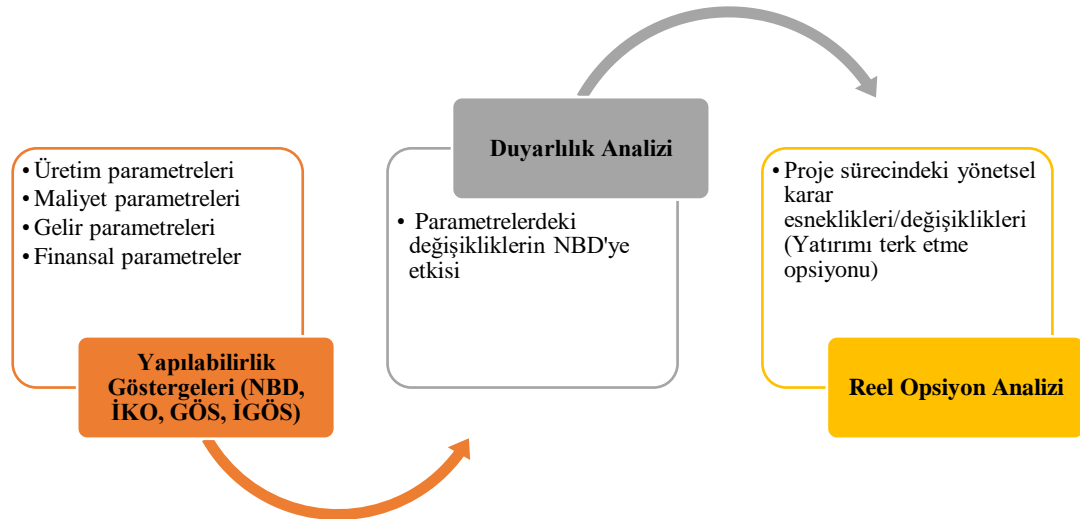 • Üretim parametreleri
• Maliyet parametreleri
• Gelir parametreleri
• Finansal parametreler
Yapılabilirlik
Göstergeleri (NBD,
İKO, GÖS, İGÖS)
Duyarlılık Analizi
• Parametrelerdeki
değişikliklerin NBD'ye
etkisi
• Proje sürecindeki yönetsel
karar
esneklikleri/değişiklikleri
(Yatırımı terk etme
opsiyonu)
Reel Opsiyon Analizi